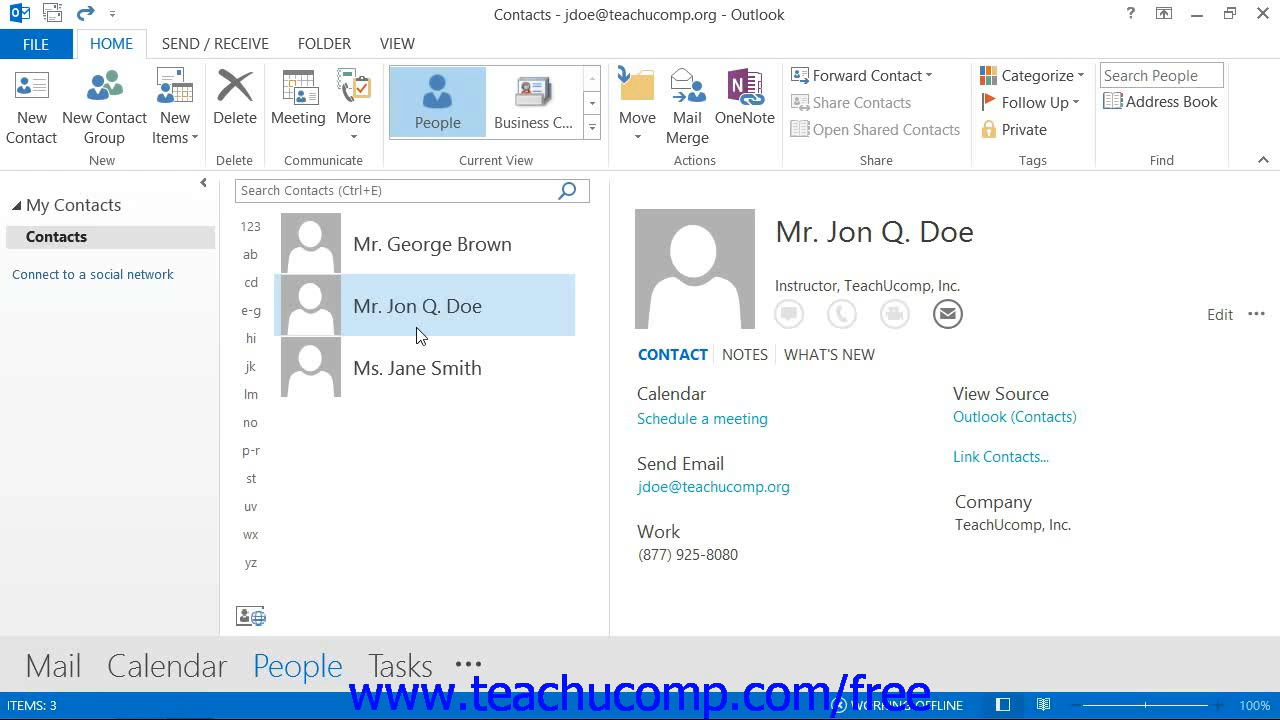 Contacts - jdoe@teachucomp.org - Outlook
FILE HOME SEND / RECEIVE FOLDER VIEW
New Contact
New Contact Group
New Items
New
Delete
Delete
Meeting
More
Communicate
People
Business C...
Current View
Move
Mail Merge
OneNote
Actions
Forward Contact
Share Contacts
Open Shared Contacts
Share
Categorize
Follow Up
Private
Tags
Search People
Address Book
Find
My Contacts
Contacts
Connect to a social network
Search Contacts (Ctrl+E)
123
ab
cd
e-g
hi
jk
lm
no
p-r
st
uv
wx
yz
Mr. George Brown
Mr. Jon Q. Doe
Ms. Jane Smith
Mr. Jon Q. Doe
Instructor, TeachUcomp, Inc.
Edit
CONTACT NOTES WHAT'S NEW
Calendar
Schedule a meeting
Send Email
jdoe@teachucomp.org
Work
(877) 925-8080
View Source
Outlook (Contacts)
Link Contacts...
Company
TeachUcomp, Inc.
Mail Calendar People Tasks
www.teachucomp.com/free
ITEMS: 3
WORKING OFFLINE
100%